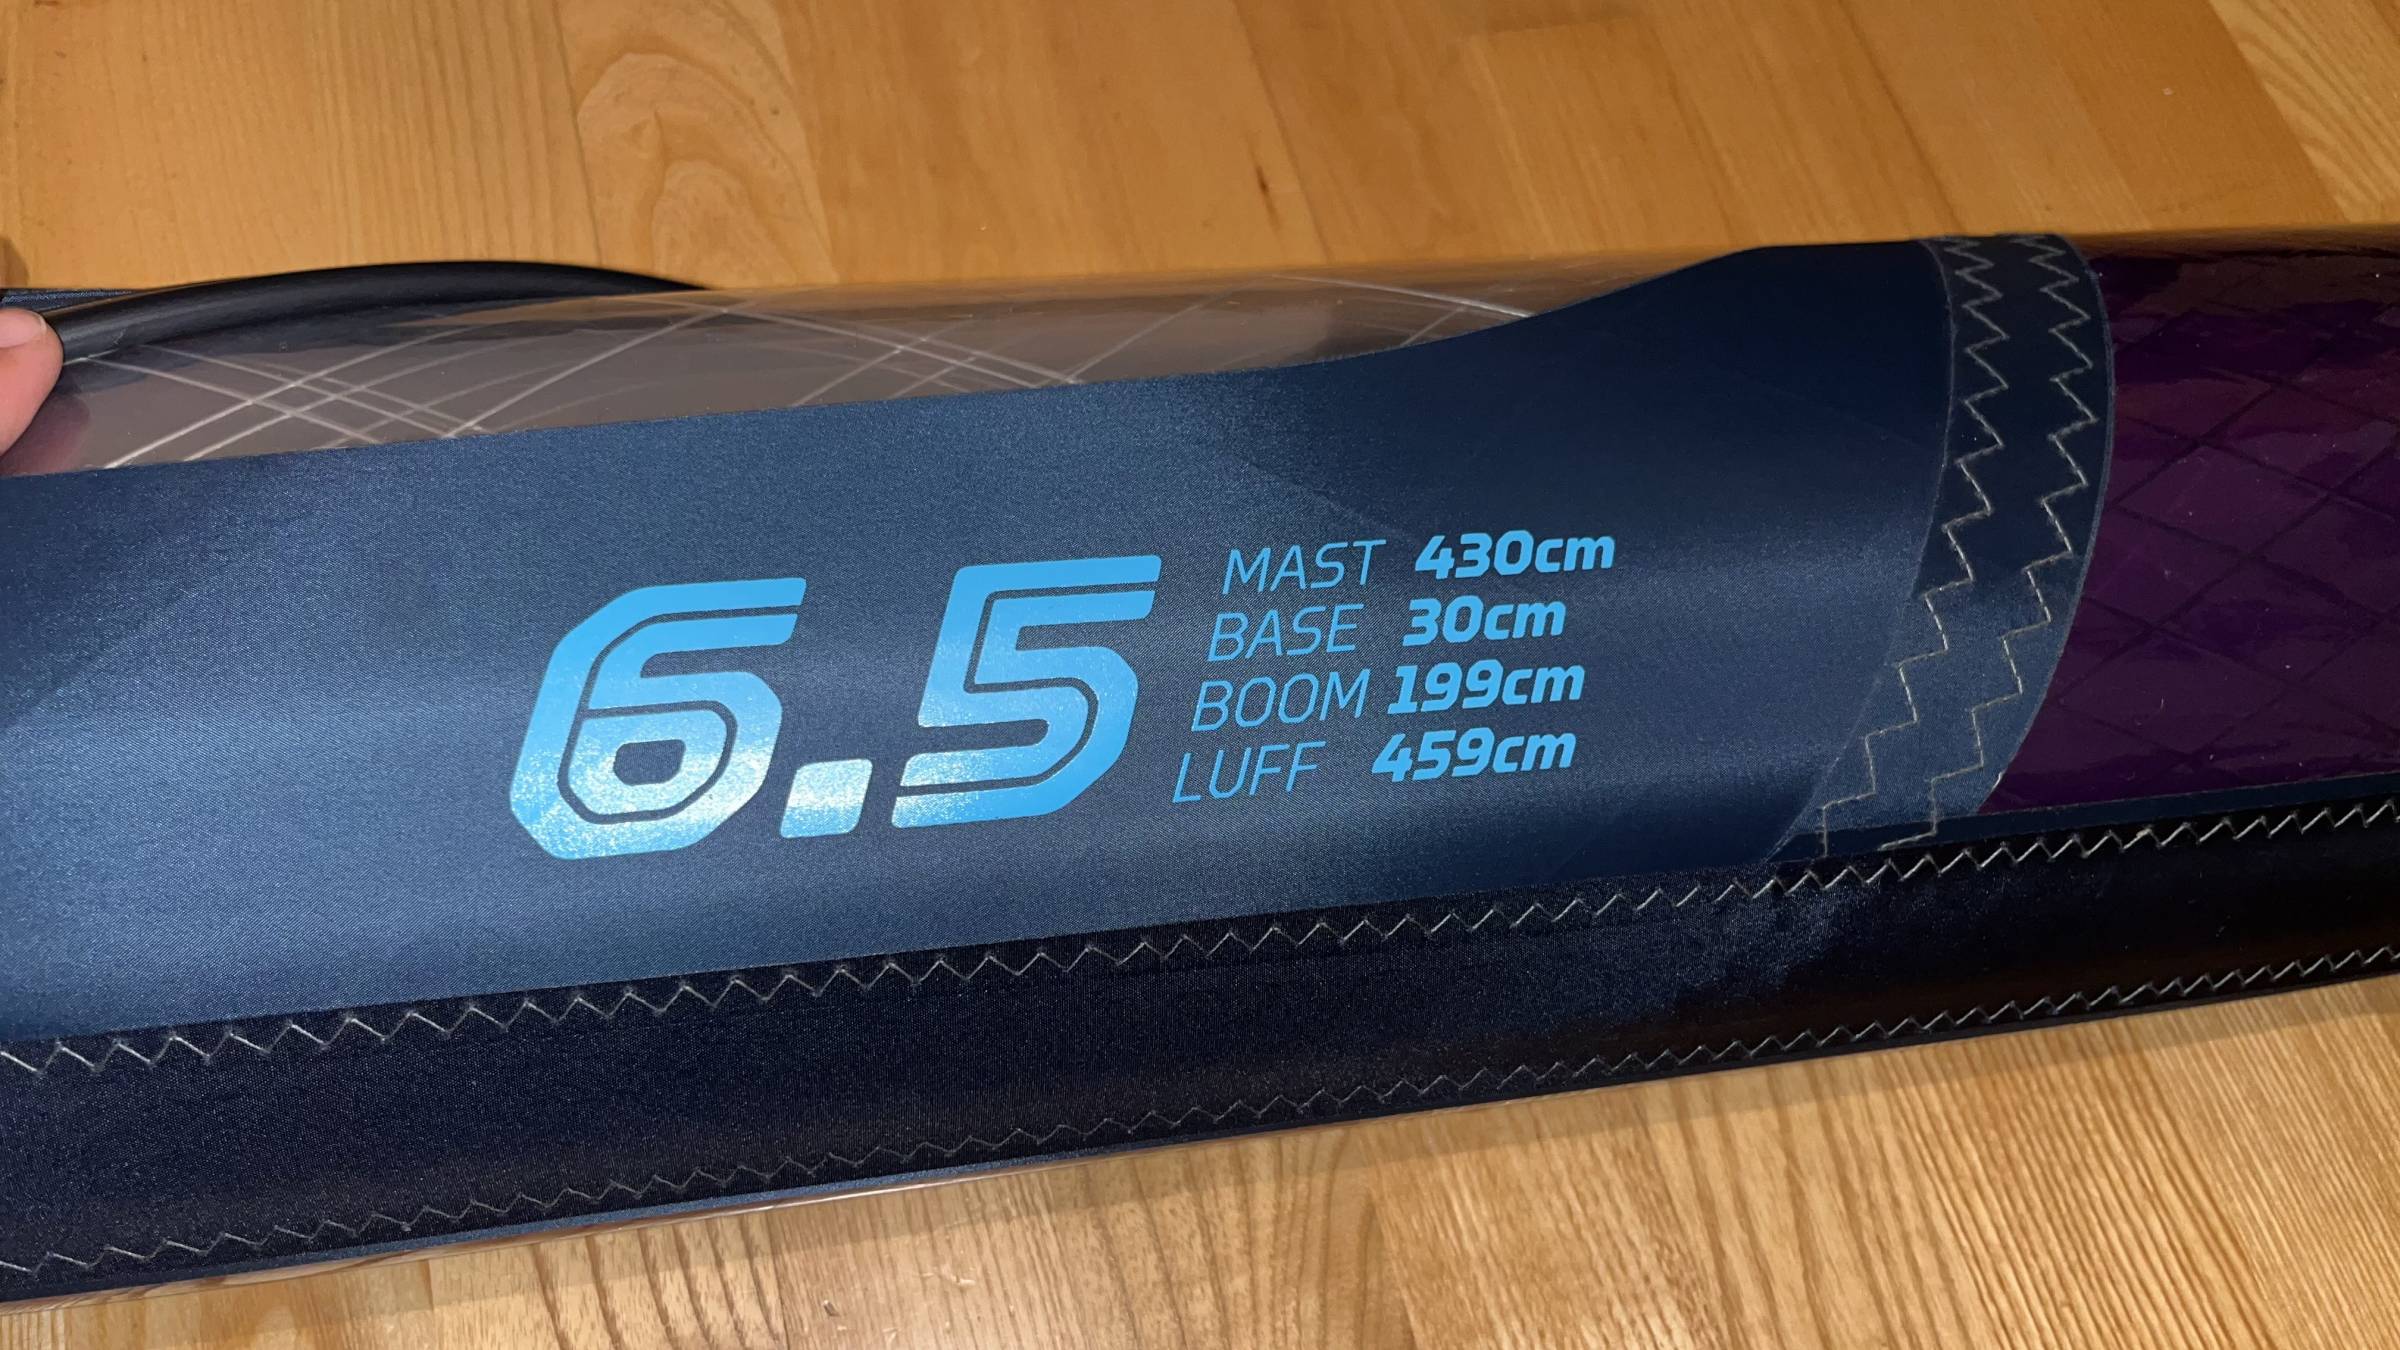 6.5
MAST 430cm
BASE 30cm
BOOM 199cm
LUFF 459cm